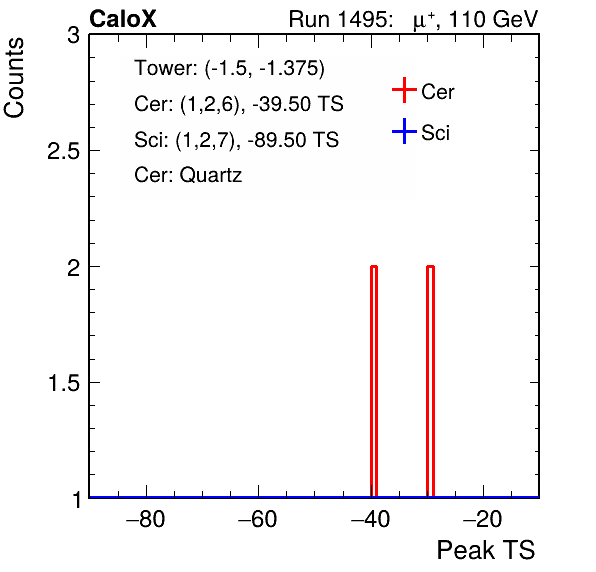 CaloX Run 1495: μ⁺, 110 GeV
Counts
Tower: (-1.5, -1.375)
Cer: (1,2,6), -39.50 TS
Sci: (1,2,7), -89.50 TS
Cer: Quartz
Cer
Sci
3
2.5
2
1.5
1
−80 −60 −40 −20
Peak TS